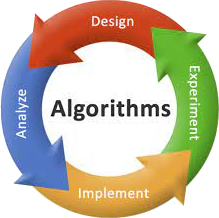 Design
Analyze
Algorithms
Experiment
Implement